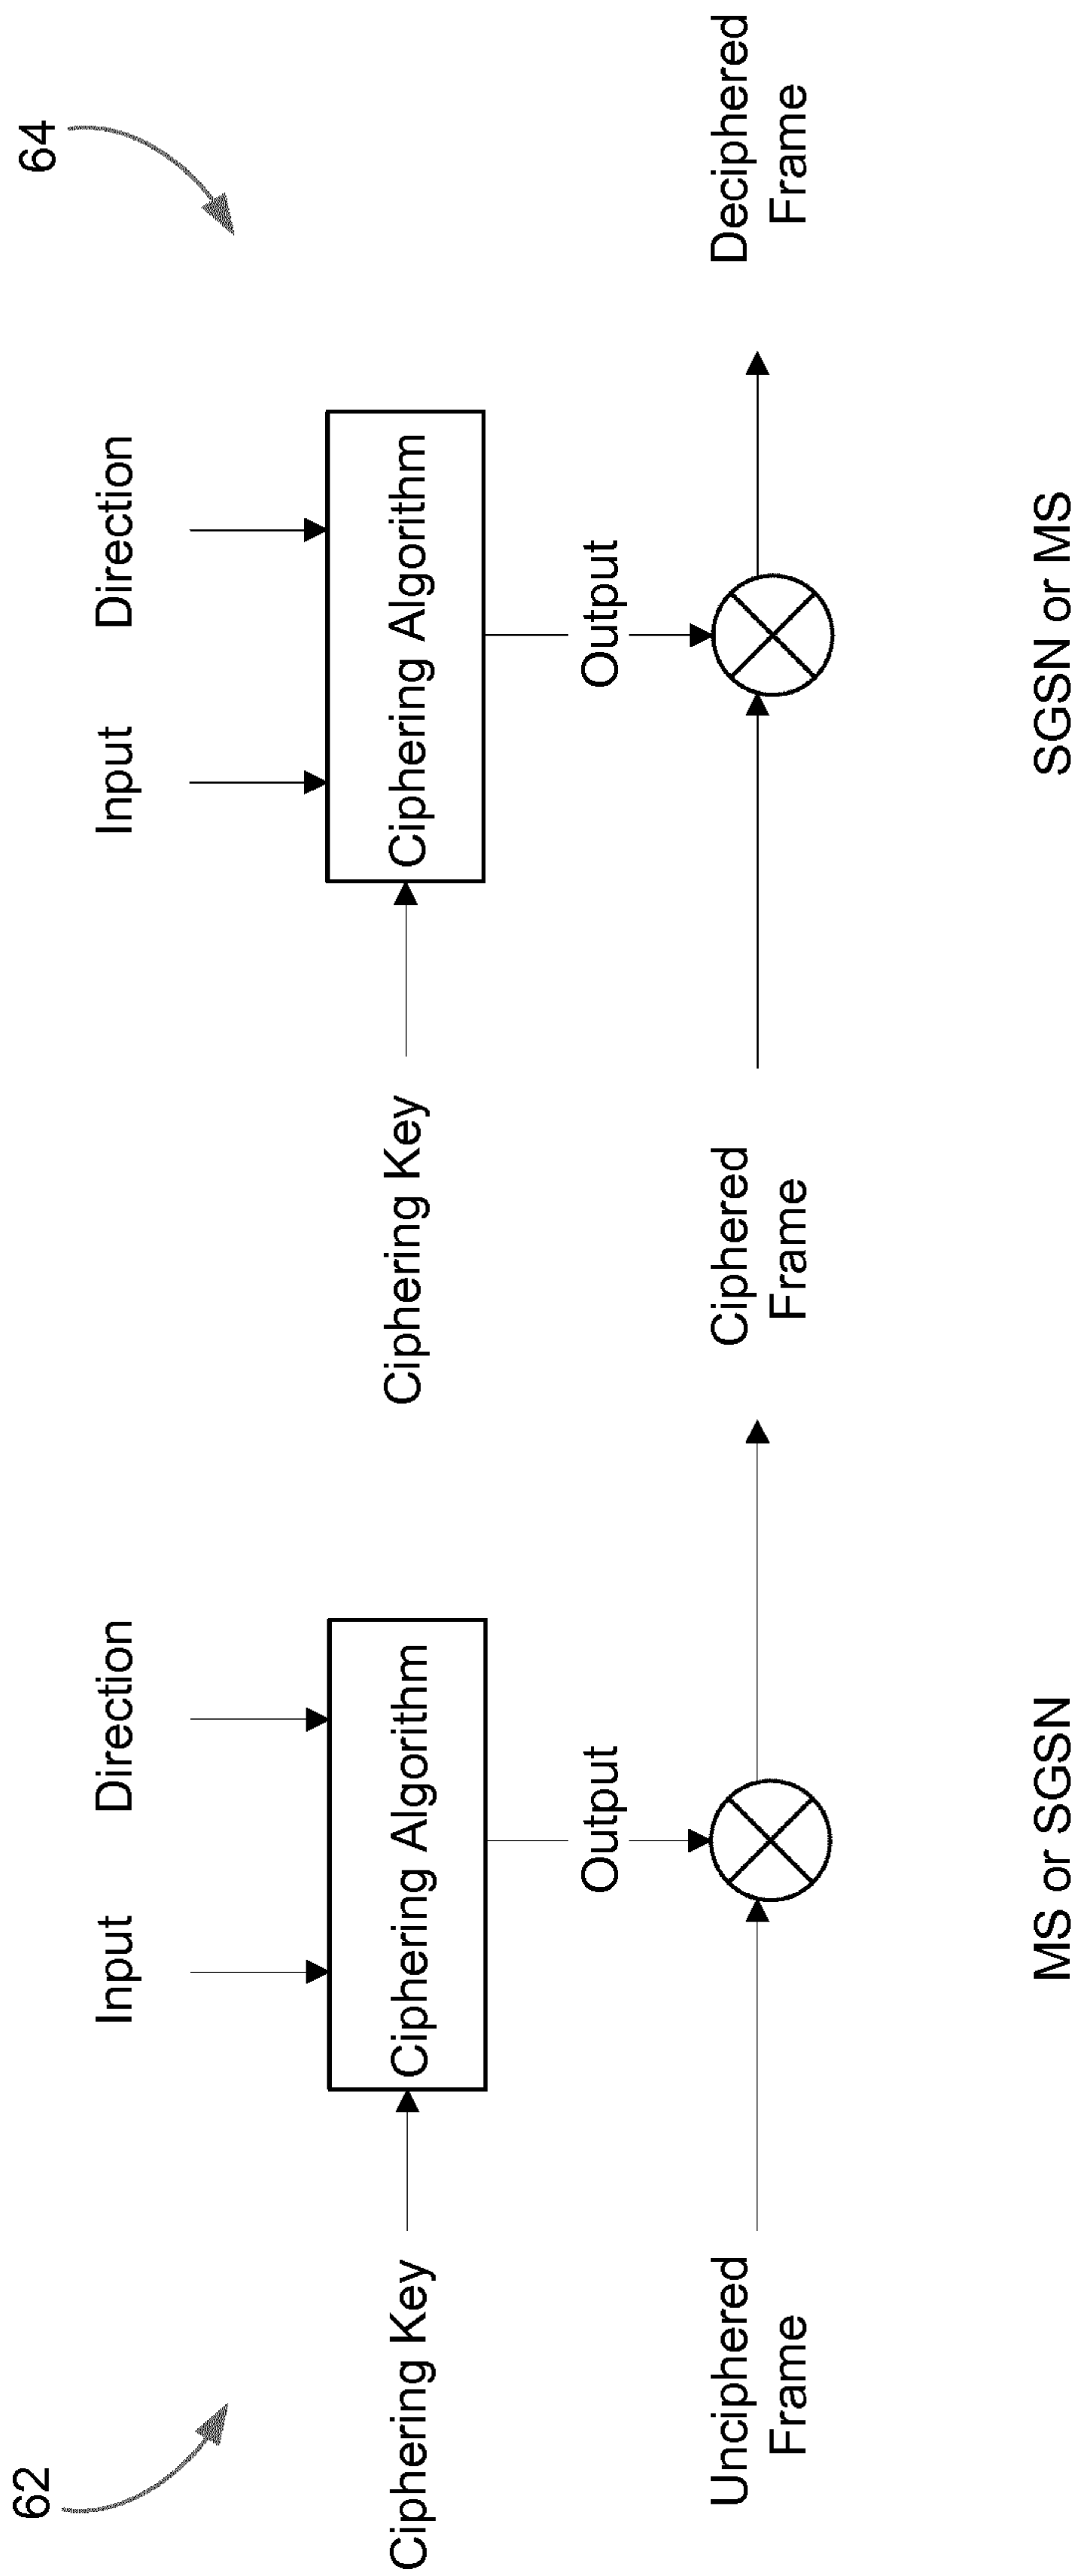 62
64
Input
Direction
Input
Direction
Ciphering Key
Ciphering Algorithm
Ciphering Key
Ciphering Algorithm
Output
Output
Unciphered
Frame
Ciphered
Frame
Deciphered
Frame
MS or SGSN
SGSN or MS